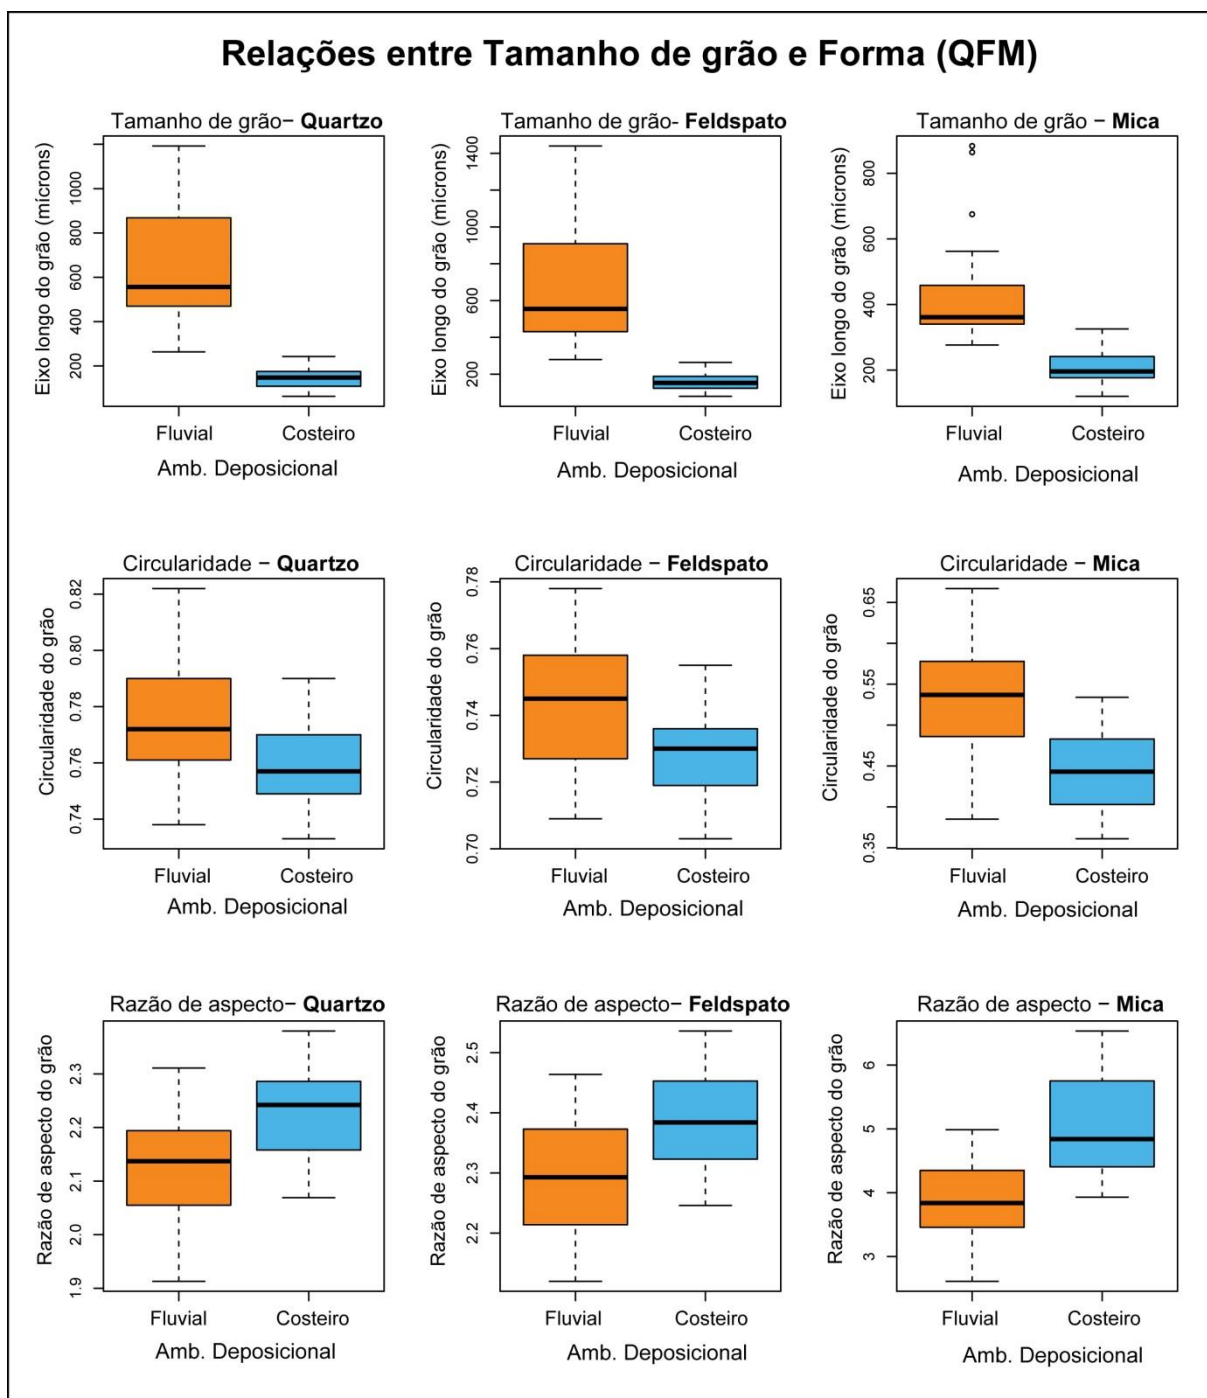 Relações entre Tamanho de grão e Forma (QFM)
Tamanho de grão− Quartzo
Eixo longo do grão (mícrons)
1000
800
600
400
200
Fluvial Costeiro
Amb. Deposicional
Tamanho de grão- Feldspato
Eixo longo do grão (mícrons)
1400
1000
600
200
Fluvial Costeiro
Amb. Deposicional
Tamanho de grão − Mica
Eixo longo do grão (mícrons)
800
600
400
200
Fluvial Costeiro
Amb. Deposicional
Circularidade − Quartzo
Circularidade do grão
0.82
0.80
0.78
0.76
0.74
Fluvial Costeiro
Amb. Deposicional
Circularidade − Feldspato
Circularidade do grão
0.78
0.76
0.74
0.72
0.70
Fluvial Costeiro
Amb. Deposicional
Circularidade − Mica
Circularidade do grão
0.65
0.55
0.45
0.35
Fluvial Costeiro
Amb. Deposicional
Razão de aspecto− Quartzo
Razão de aspecto do grão
2.3
2.2
2.1
2.0
1.9
Fluvial Costeiro
Amb. Deposicional
Razão de aspecto− Feldspato
Razão de aspecto do grão
2.5
2.4
2.3
2.2
Fluvial Costeiro
Amb. Deposicional
Razão de aspecto − Mica
Razão de aspecto do grão
6
5
4
3
Fluvial Costeiro
Amb. Deposicional